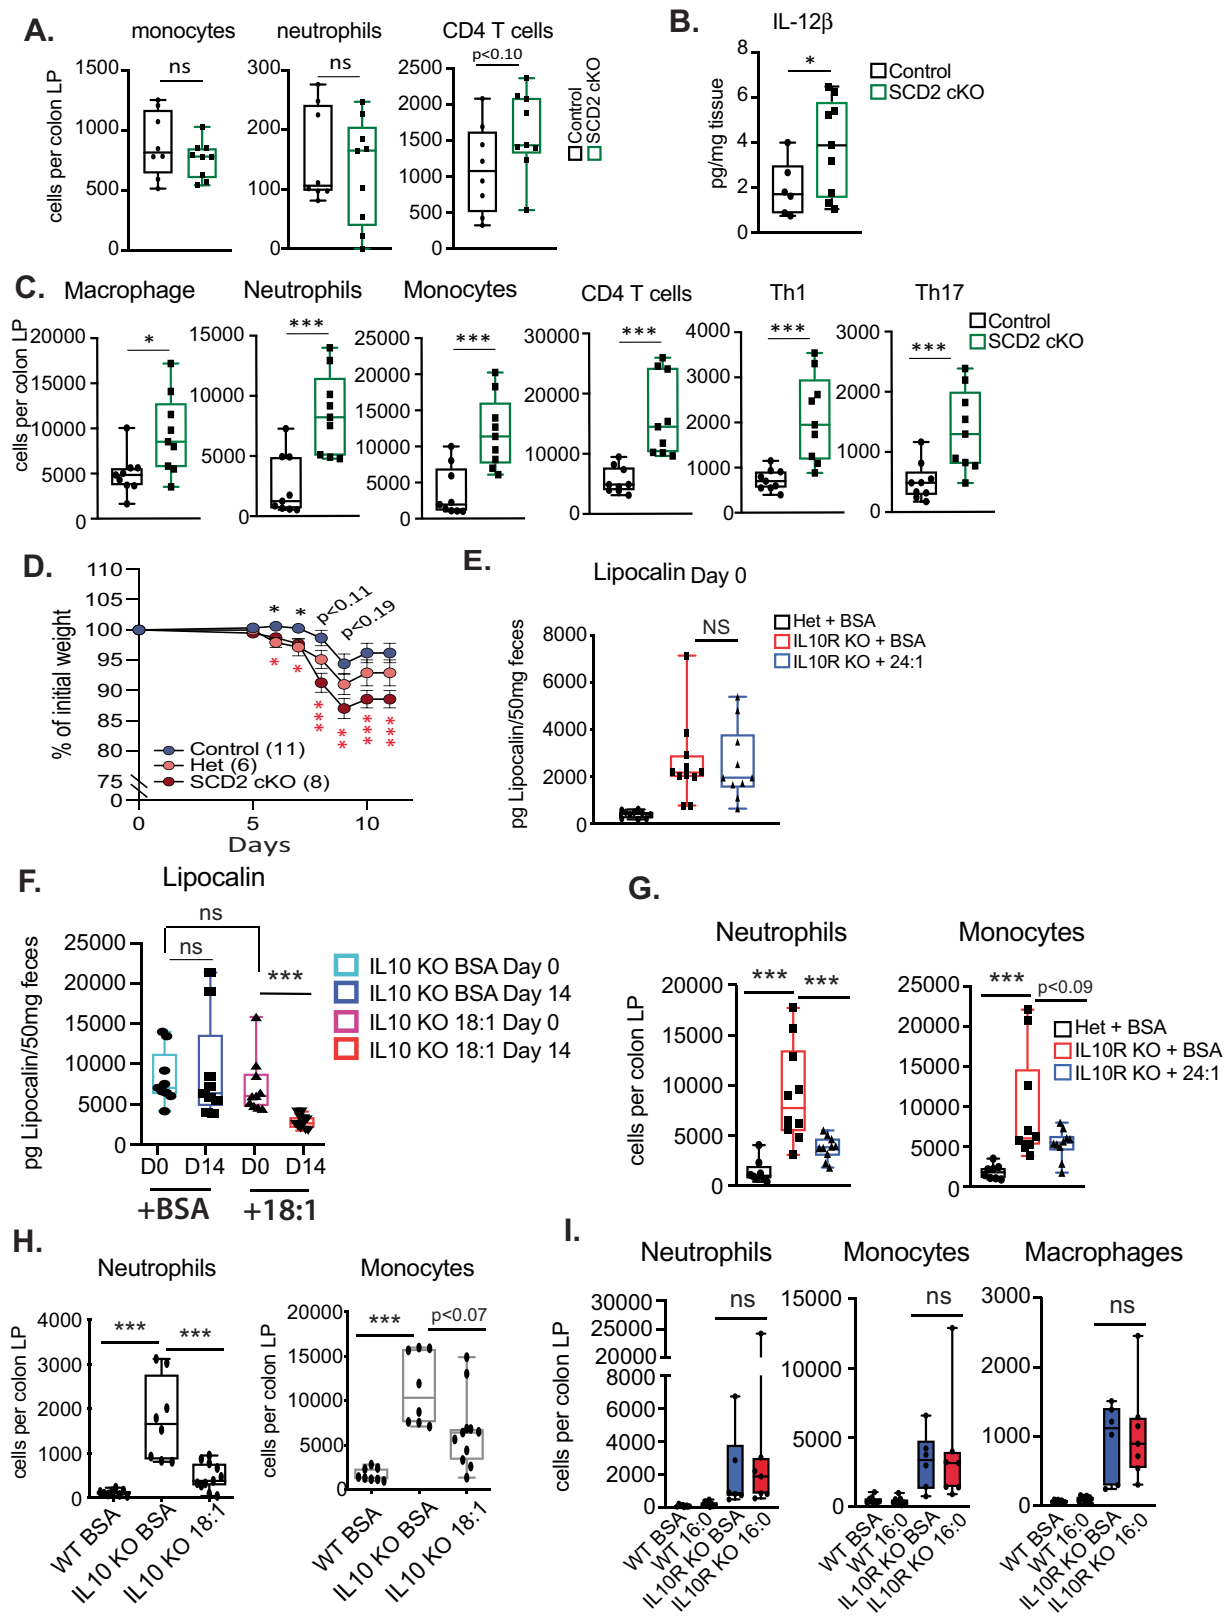 A.
monocytes
neutrophils
CD4 T cells
cells per colon LP
1500
1000
500
0
ns
300
200
100
0
ns
2500
2000
1500
1000
500
0
p<0.10
Control
SCD2 cKO
B.
IL-12β
pg/mg tissue
8
6
4
2
0
*
Control
SCD2 cKO
C.
Macrophage
Neutrophils
Monocytes
CD4 T cells
Th1
Th17
cells per colon LP
20000
15000
10000
5000
0
*
15000
10000
5000
0
***
25000
20000
15000
10000
5000
0
***
30000
20000
10000
0
***
4000
3000
2000
1000
0
***
3000
2000
1000
0
***
Control
SCD2 cKO
D.
% of initial weight
110
105
100
95
90
85
80
75
0
* * p<0.11 p<0.19
* * *** ** *** ***
Control (11)
Het (6)
SCD2 cKO (8)
0 5 10
Days
E.
Lipocalin Day 0
pg Lipocalin/50mg feces
8000
6000
4000
2000
0
NS
Het + BSA
IL10R KO + BSA
IL10R KO + 24:1
F.
Lipocalin
pg Lipocalin/50mg feces
25000
20000
15000
10000
5000
0
ns
ns
***
D0 D14 D0 D14
+BSA +18:1
IL10 KO BSA Day 0
IL10 KO BSA Day 14
IL10 KO 18:1 Day 0
IL10 KO 18:1 Day 14
G.
Neutrophils
Monocytes
cells per colon LP
20000
15000
10000
5000
0
*** ***
25000
20000
15000
10000
5000
0
*** p<0.09
Het + BSA
IL10R KO + BSA
IL10R KO + 24:1
H.
Neutrophils
Monocytes
cells per colon LP
4000
3000
2000
1000
0
*** ***
WT BSA
IL10 KO BSA
IL10 KO 18:1
cells per colon LP
20000
15000
10000
5000
0
*** p<0.07
WT BSA
IL10 KO BSA
IL10 KO 18:1
I.
Neutrophils
Monocytes
Macrophages
cells per colon LP
30000
25000
20000
8000
6000
4000
2000
0
ns
WT BSA
WT 16:0
IL10R KO BSA
IL10R KO 16:0
15000
10000
5000
0
ns
WT BSA
WT 16:0
IL10R KO BSA
IL10R KO 16:0
3000
2000
1000
0
ns
WT BSA
WT 16:0
IL10R KO BSA
IL10R KO 16:0